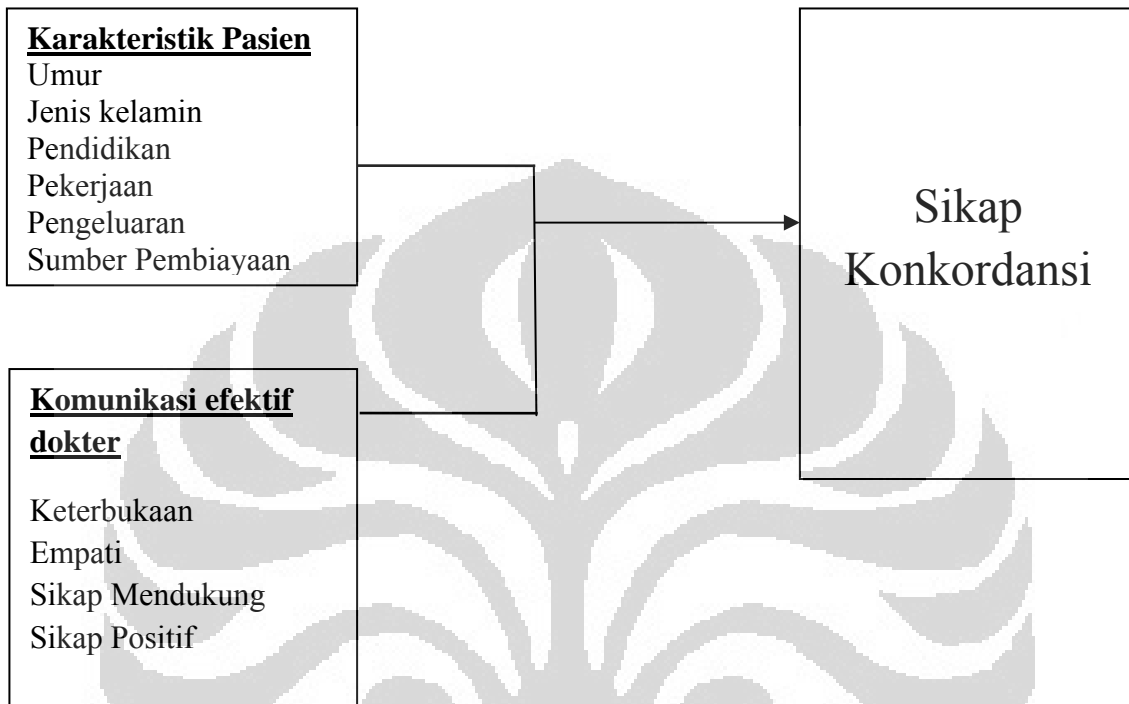 Karakteristik Pasien
Umur
Jenis kelamin
Pendidikan
Pekerjaan
Pengeluaran
Sumber Pembiayaan
Komunikasi efektif
dokter
Keterbukaan
Empati
Sikap Mendukung
Sikap Positif
Sikap
Konkordansi